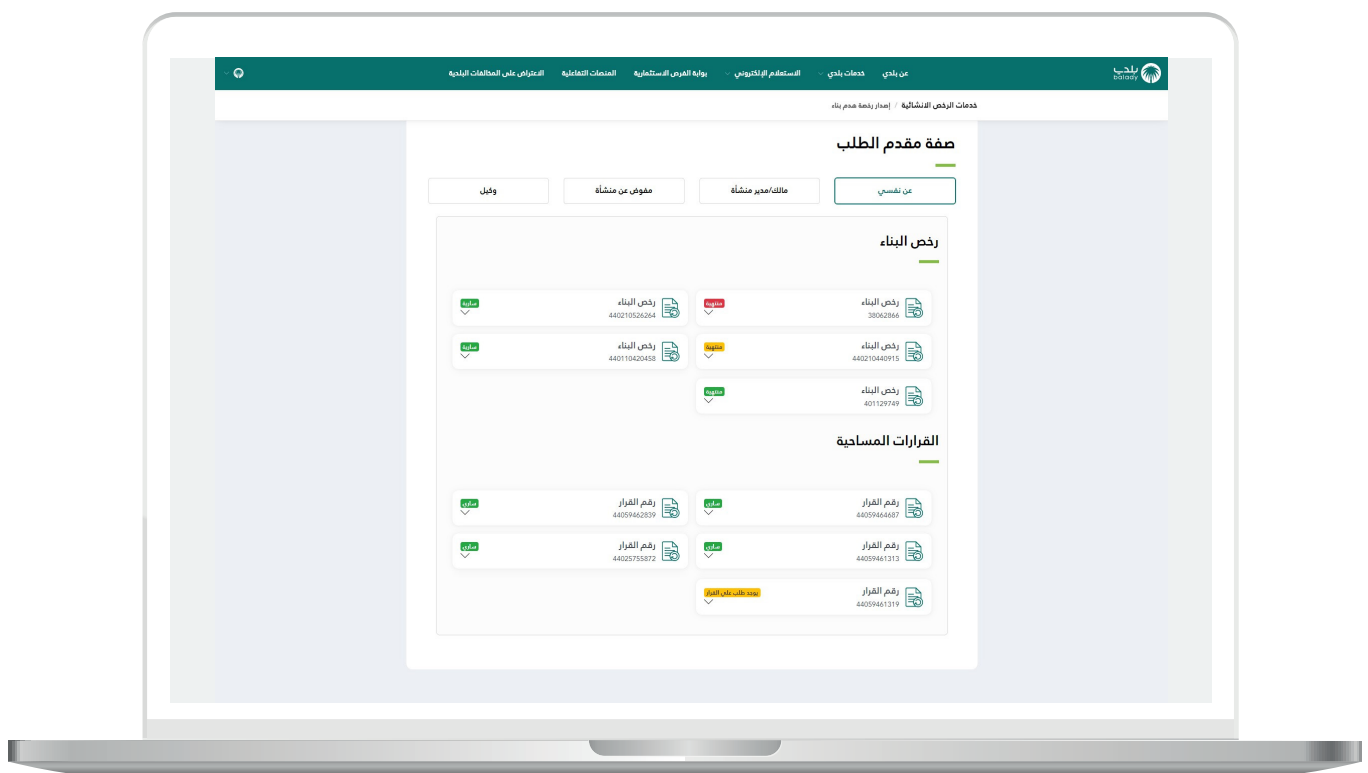 بلدي
balady
عن بلدي
خدمات بلدي
الاستعلام الإلكتروني
بوابة الفرص الاستثمارية
المنصات التفاعلية
الاعتراض على المخالفات البلدية
خدمات الرخص الانشائية / إصدار رخصة هدم بناء
صفة مقدم الطلب
عن نفسي
مالك/مدير منشأة
مفوض عن منشأة
وكيل
رخص البناء
رخص البناء
38062866
منتهية
رخص البناء
440210526264
سارية
رخص البناء
440210440915
منتهية
رخص البناء
440110420458
سارية
رخص البناء
401129749
منتهية
القرارات المساحية
رقم القرار
44059464687
ساري
رقم القرار
44059462839
ساري
رقم القرار
44059461313
ساري
رقم القرار
44025755872
ساري
رقم القرار
44059461319
يوجد طلب على القرار